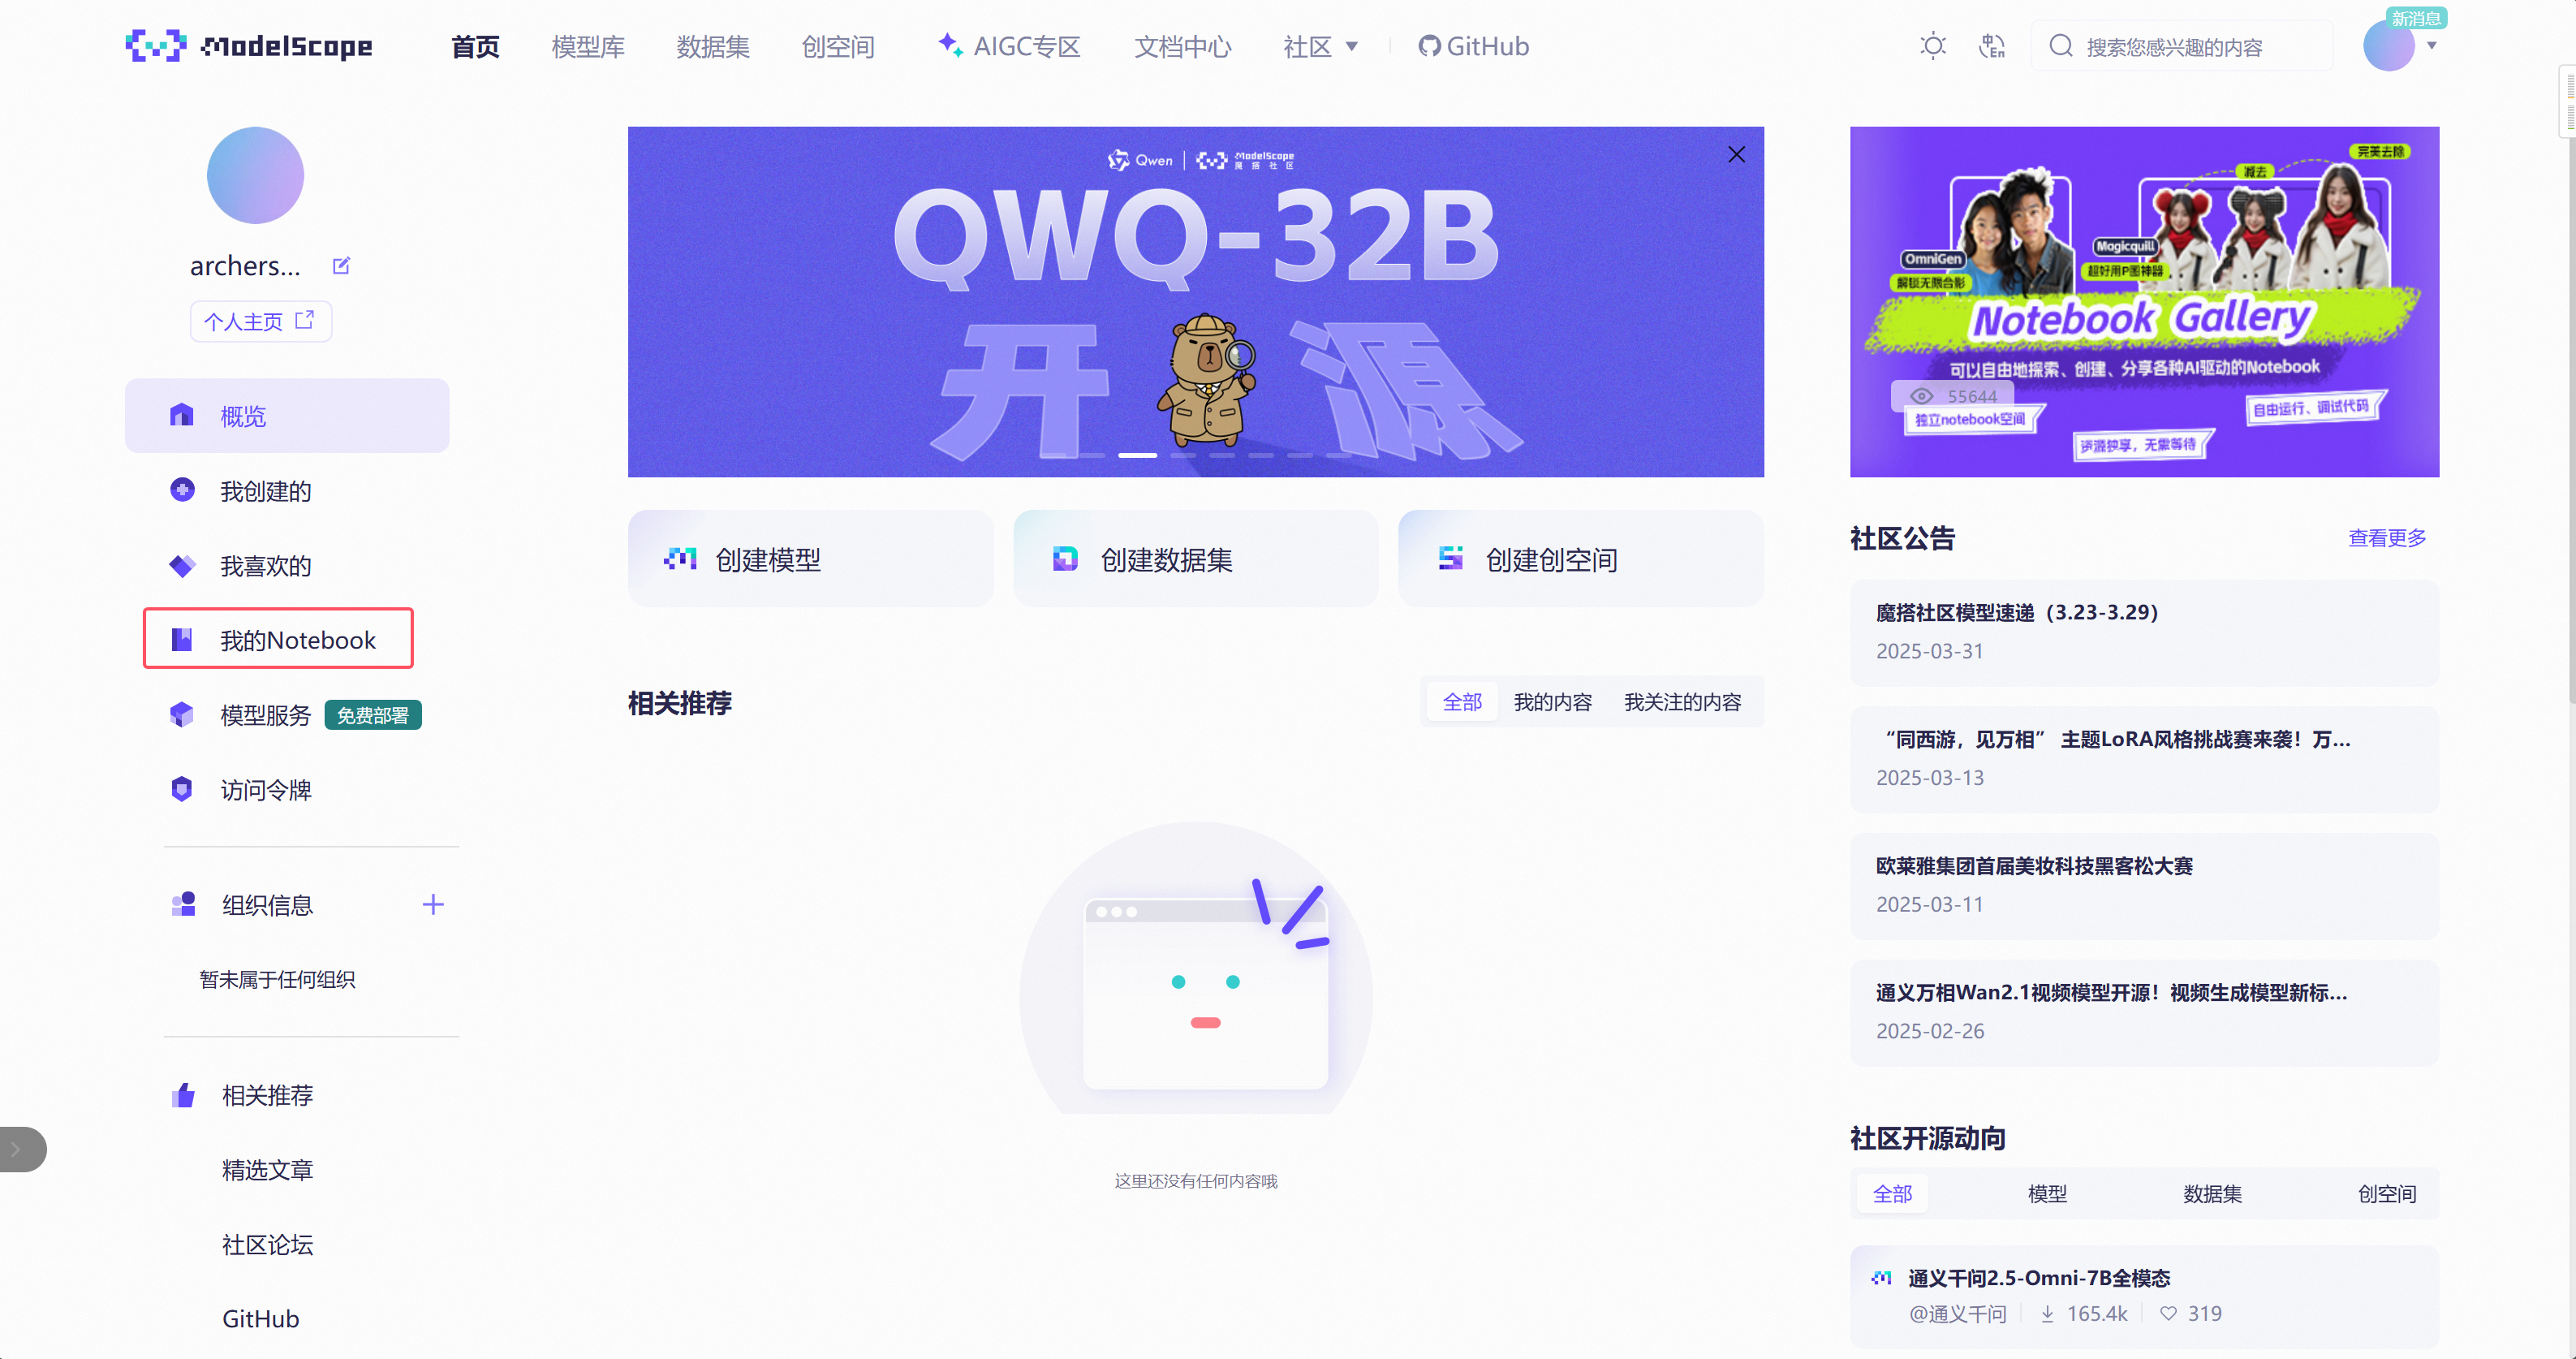 ModelScope
首页
模型库
数据集
创空间
AIGC专区
文档中心
社区
GitHub
搜索您感兴趣的内容
新消息
archers...
个人主页
概览
我创建的
我喜欢的
我的Notebook
模型服务 免费部署
访问令牌
组织信息
暂未属于任何组织
相关推荐
精选文章
社区论坛
GitHub
Qwen
ModelScope
魔搭社区
QWQ-32B
开源
创建模型
创建数据集
创建创空间
相关推荐
全部
我的内容
我关注的内容
这里还没有任何内容哦
完美去除
减去
OmniGen
解锁无限合影
Magicquill
超好用P图神器
Notebook Gallery
可以自由地探索、创建、分享各种AI驱动的Notebook
55644
独立notebook空间
自由运行、调试代码
资源独享，无需等待
社区公告
查看更多
魔搭社区模型速递（3.23-3.29）
2025-03-31
“同西游，见万相” 主题LoRA风格挑战赛来袭！万...
2025-03-13
欧莱雅集团首届美妆科技黑客松大赛
2025-03-11
通义万相Wan2.1视频模型开源！视频生成模型新标...
2025-02-26
社区开源动向
全部
模型
数据集
创空间
通义千问2.5-Omni-7B全模态
@通义千问
165.4k
319